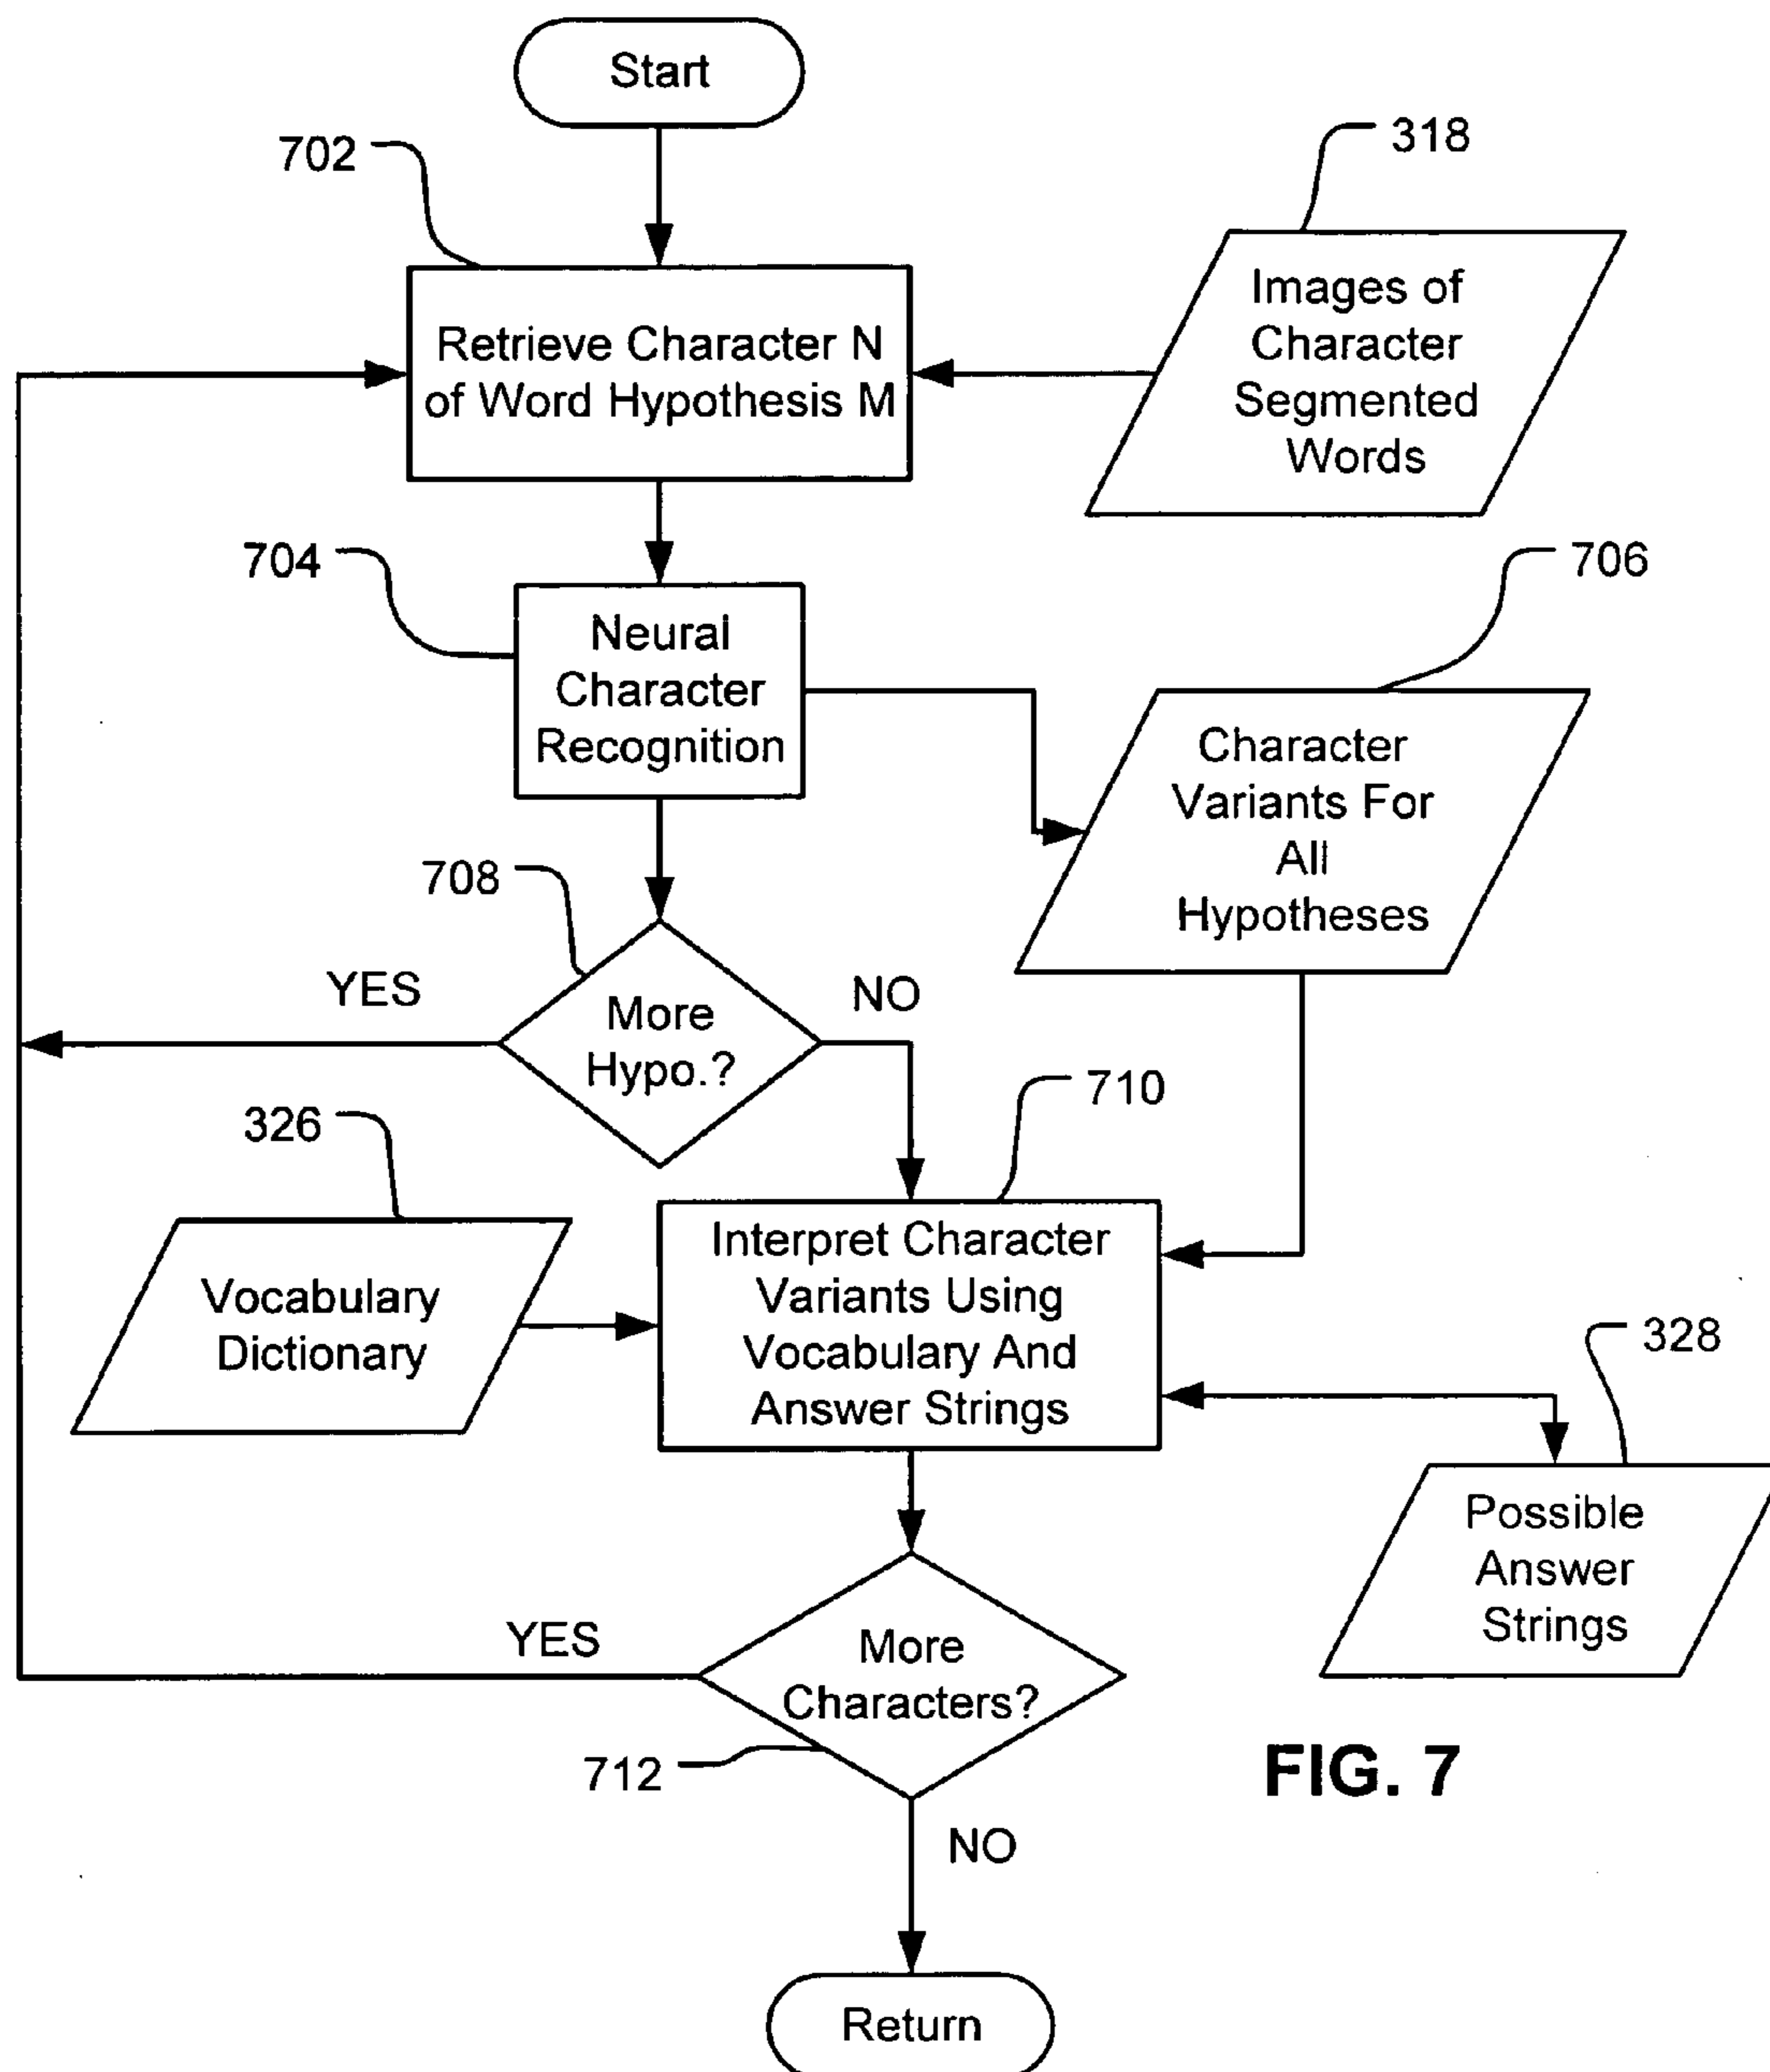 Start
702
318
Retrieve Character N
of Word Hypothesis M
Images of
Character
Segmented
Words
704
706
Neural
Character
Recognition
Character
Variants For
All
Hypotheses
708
YES
NO
More
Hypo.?
710
326
Vocabulary
Dictionary
Interpret Character
Variants Using
Vocabulary And
Answer Strings
328
Possible
Answer
Strings
YES
More
Characters?
712
FIG. 7
NO
Return